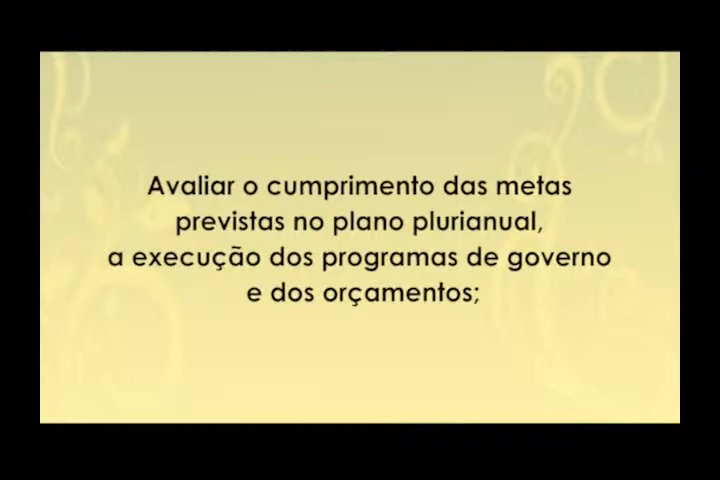 Avaliar o cumprimento das metas
previstas no plano plurianual,
a execução dos programas de governo
e dos orçamentos;